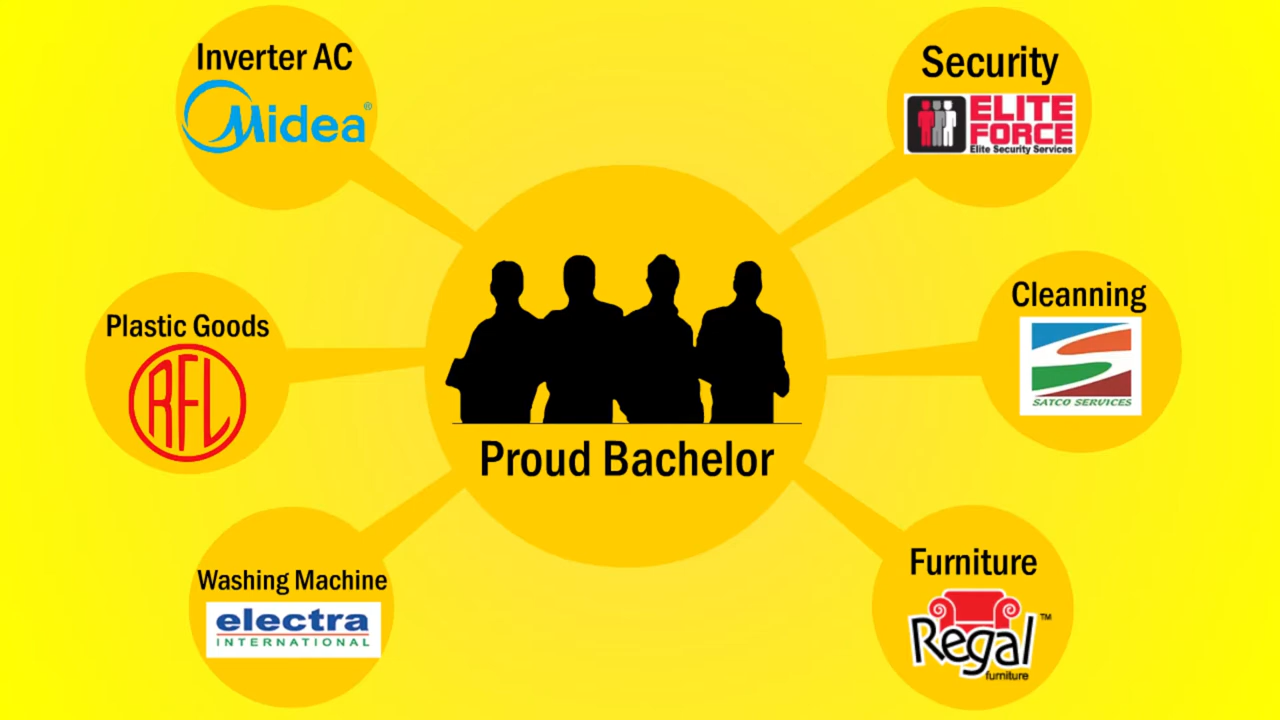 Inverter AC
Midea®
Security
ELITE
FORCE
Elite Security Services
Plastic Goods
RFL
Cleanning
SATCO SERVICES
Proud Bachelor
Washing Machine
electra
INTERNATIONAL
Furniture
Regal™
furniture